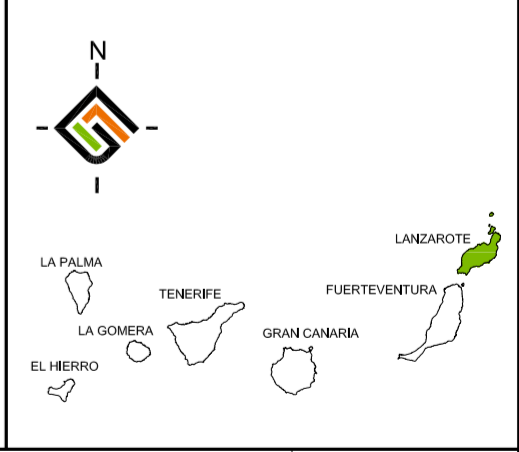 N
LANZAROTE
LA PALMA
FUERTEVENTURA
TENERIFE
LA GOMERA
GRAN CANARIA
EL HIERRO